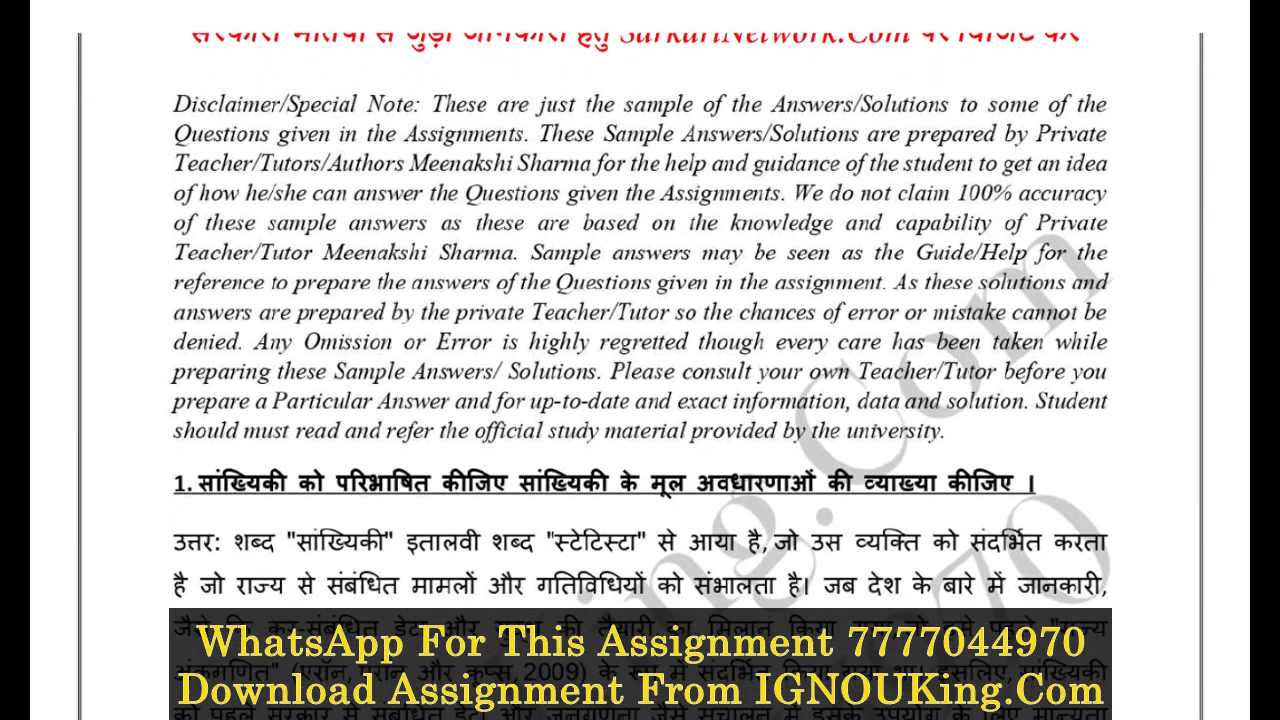 SarkariNetwork.Com पर
Disclaimer/Special Note: These are just the sample of the Answers/Solutions to some of the
Questions given in the Assignments. These Sample Answers/Solutions are prepared by Private
Teacher/Tutors/Authors Meenakshi Sharma for the help and guidance of the student to get an idea
of how he/she can answer the Questions given the Assignments. We do not claim 100% accuracy
of these sample answers as these are based on the knowledge and capability of Private
Teacher/Tutor Meenakshi Sharma. Sample answers may be seen as the Guide/Help for the
reference to prepare the answers of the Questions given in the assignment. As these solutions and
answers are prepared by the private Teacher/Tutor so the chances of error or mistake cannot be
denied. Any Omission or Error is highly regretted though every care has been taken while
preparing these Sample Answers/ Solutions. Please consult your own Teacher/Tutor before you
prepare a Particular Answer and for up-to-date and exact information, data and solution. Student
should must read and refer the official study material provided by the university.
1. सांख्यिकी को परिभाषित कीजिए सांख्यिकी के मूल अवधारणाओं की व्याख्या कीजिए ।
उत्तर: शब्द "सांख्यिकी" इतालवी शब्द "स्टेटिस्टा" से आया है, जो उस व्यक्ति को संदर्भित करता
है जो राज्य से संबंधित मामलों और गतिविधियों को संभालता है। जब देश के बारे में जानकारी,
WhatsApp For This Assignment 7777044970
Download Assignment From IGNOUKing.Com